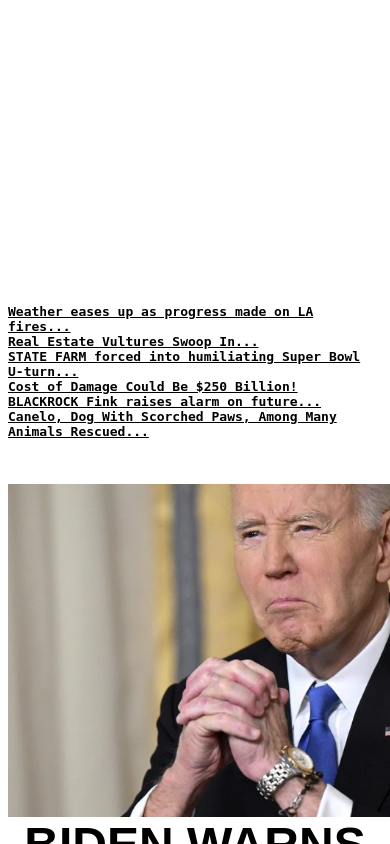 Weather eases up as progress made on LA
fires...
Real Estate Vultures Swoop In...
STATE FARM forced into humiliating Super Bowl
U-turn...
Cost of Damage Could Be $250 Billion!
BLACKROCK Fink raises alarm on future...
Canelo, Dog With Scorched Paws, Among Many
Animals Rescued...
BIDEN WARNS